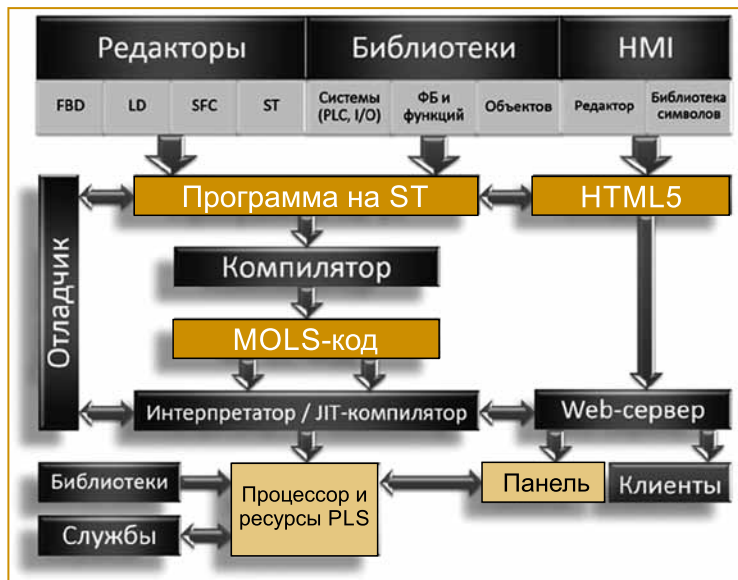 Редакторы
Библиотеки
HMI
FBD
LD
SFC
ST
Системы
(PLC, I/O)
ФБ и
функций
Объектов
Редактор
Библиотека
символов
Отладчик
Программа на ST
HTML5
Компилятор
MOLS-код
Интерпретатор / JIT-компилятор
Web-сервер
Библиотеки
Процессор и
ресурсы PLS
Панель
Клиенты
Службы